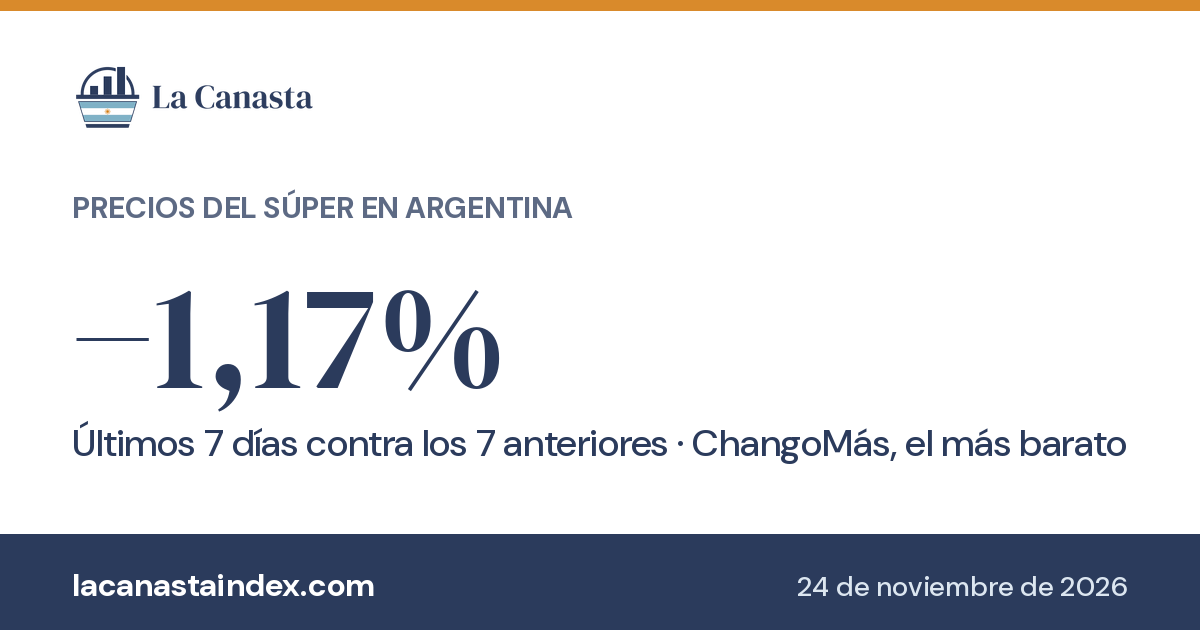 La Canasta
PRECIOS DEL SÚPER EN ARGENTINA
−1,17%
Últimos 7 días contra los 7 anteriores · ChangoMás, el más barato
lacanastaindex.com
24 de noviembre de 2026